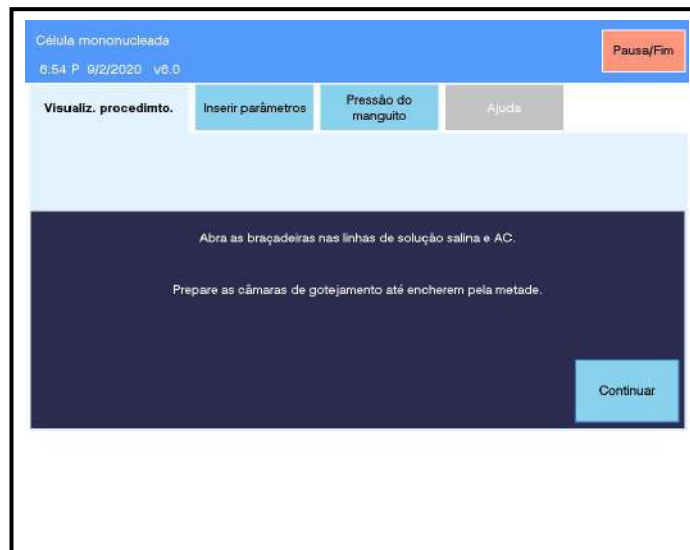 Célula mononucleada
6:54 P 9/2/2020 v6.0
Pausa/Fim
Visualiz. procedimto.
Inserir parâmetros
Pressão do
manguito
Ajuda
Abra as braçadeiras nas linhas de solução salina e AC.
Prepare as câmaras de gotejamento até encherem pela metade.
Continuar